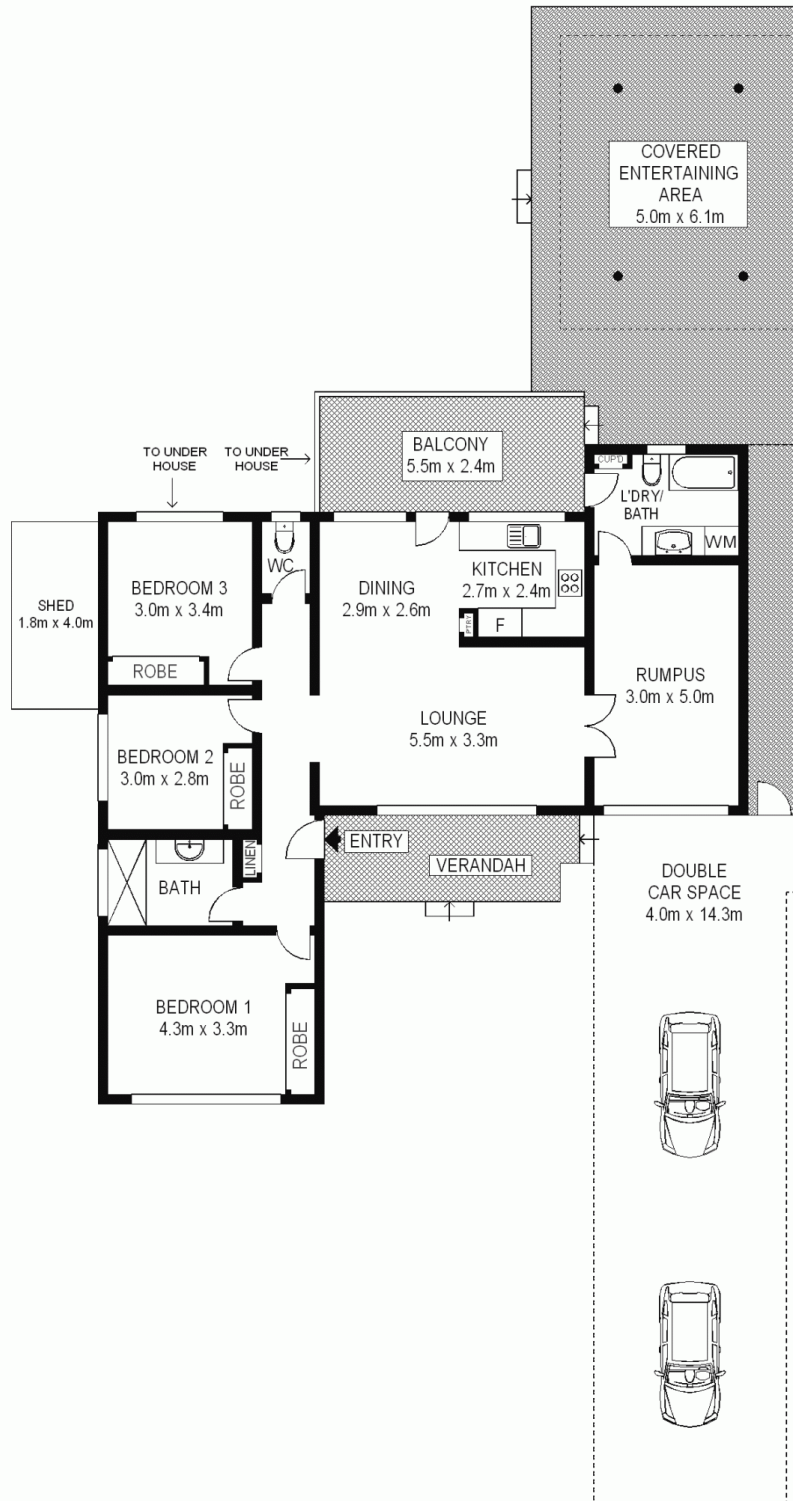 COVERED
ENTERTAINING
AREA
5.0m x 6.1m
BALCONY
5.5m x 2.4m
TO UNDER
HOUSE
TO UNDER
HOUSE
CUP'D
L'DRY/
BATH
WM
WC
KITCHEN
2.7m x 2.4m
DINING
2.9m x 2.6m
BEDROOM 3
3.0m x 3.4m
SHED
1.8m x 4.0m
PTRY
F
ROBE
RUMPUS
3.0m x 5.0m
LOUNGE
5.5m x 3.3m
BEDROOM 2
3.0m x 2.8m
ROBE
ENTRY
VERANDAH
LINEN
BATH
DOUBLE
CAR SPACE
4.0m x 14.3m
BEDROOM 1
4.3m x 3.3m
ROBE